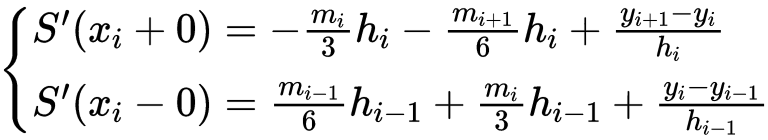 S′(x_i + 0) = −\frac{m_i}{3}h_i − \frac{m_{i+1}}{6}h_i + \frac{y_{i+1}−y_i}{h_i}
S′(x_i − 0) = \frac{m_{i−1}}{6}h_{i−1} + \frac{m_i}{3}h_{i−1} + \frac{y_i−y_{i−1}}{h_{i−1}}